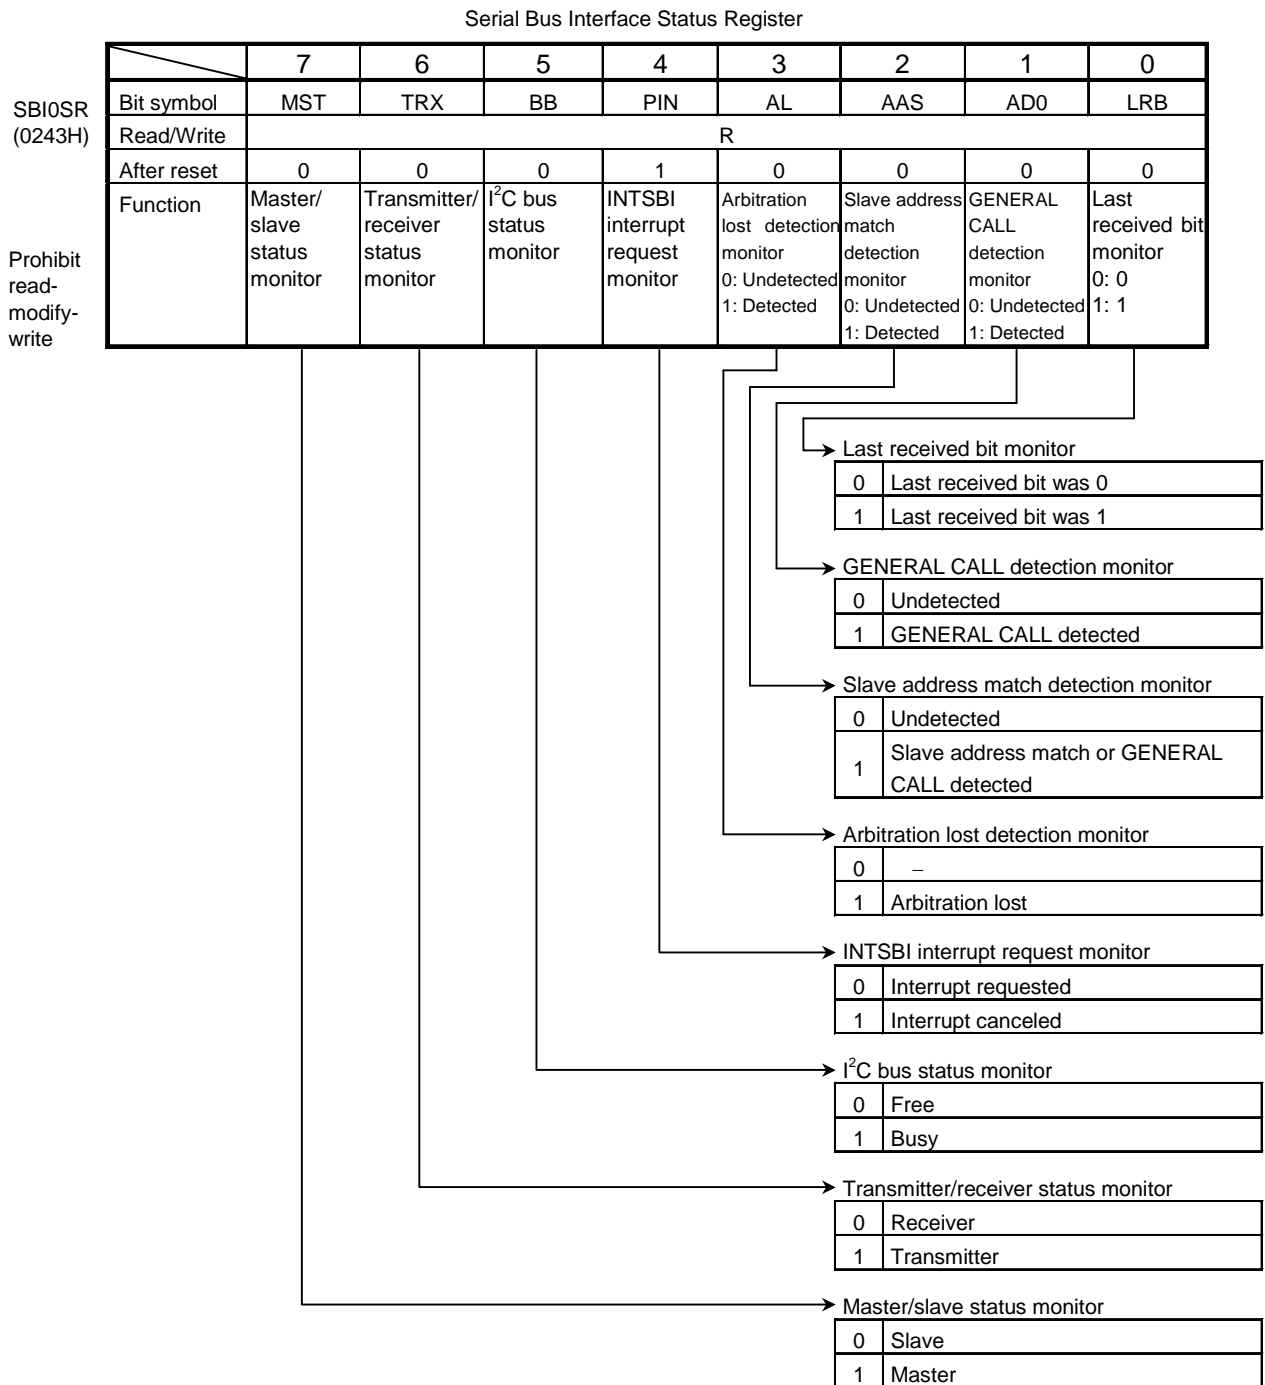 Serial Bus Interface Status Register
7 6 5 4 3 2 1 0
SBI0SR
(0243H)
Bit symbol MST TRX BB PIN AL AAS AD0 LRB
Read/Write R
After reset 0 0 0 1 0 0 0 0
Prohibit
read-
modify-
write
Function
Master/
slave
status
monitor
Transmitter/
receiver
status
monitor
I²C bus
status
monitor
INTSBI
interrupt
request
monitor
Arbitration
lost detection
monitor
0: Undetected
1: Detected
Slave address
match
detection
monitor
0: Undetected
1: Detected
GENERAL
CALL
detection
monitor
0: Undetected
1: Detected
Last
received bit
monitor
0: 0
1: 1
Last received bit monitor
0 Last received bit was 0
1 Last received bit was 1
GENERAL CALL detection monitor
0 Undetected
1 GENERAL CALL detected
Slave address match detection monitor
0 Undetected
1 Slave address match or GENERAL
CALL detected
Arbitration lost detection monitor
0 −
1 Arbitration lost
INTSBI interrupt request monitor
0 Interrupt requested
1 Interrupt canceled
I²C bus status monitor
0 Free
1 Busy
Transmitter/receiver status monitor
0 Receiver
1 Transmitter
Master/slave status monitor
0 Slave
1 Master